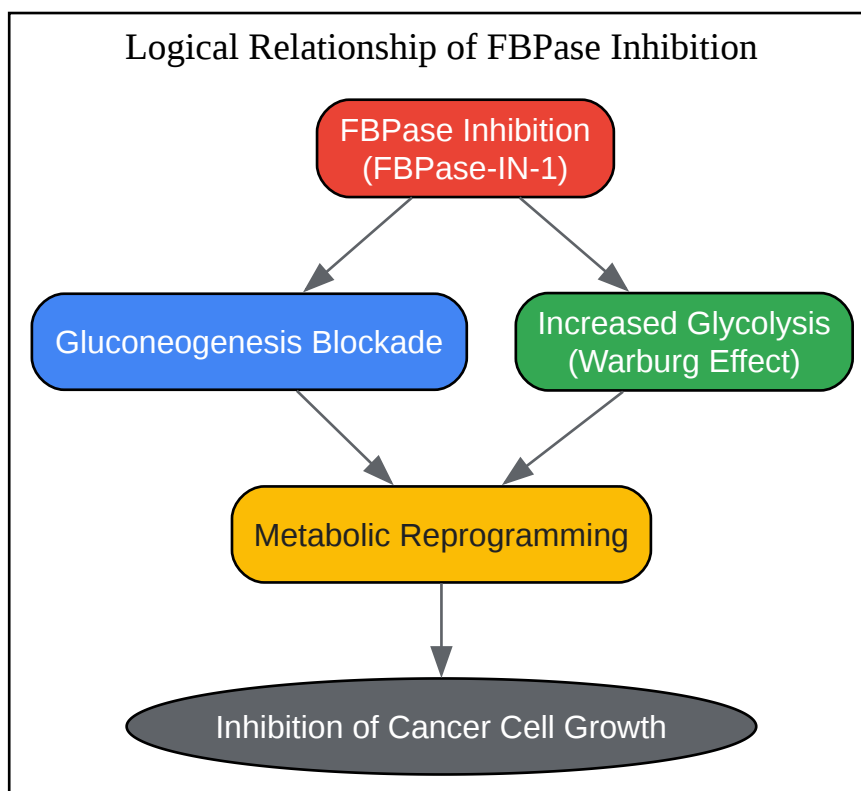 Logical Relationship of FBPase Inhibition
FBPase Inhibition
(FBPase-IN-1)
Gluconeogenesis Blockade
Increased Glycolysis
(Warburg Effect)
Metabolic Reprogramming
Inhibition of Cancer Cell Growth